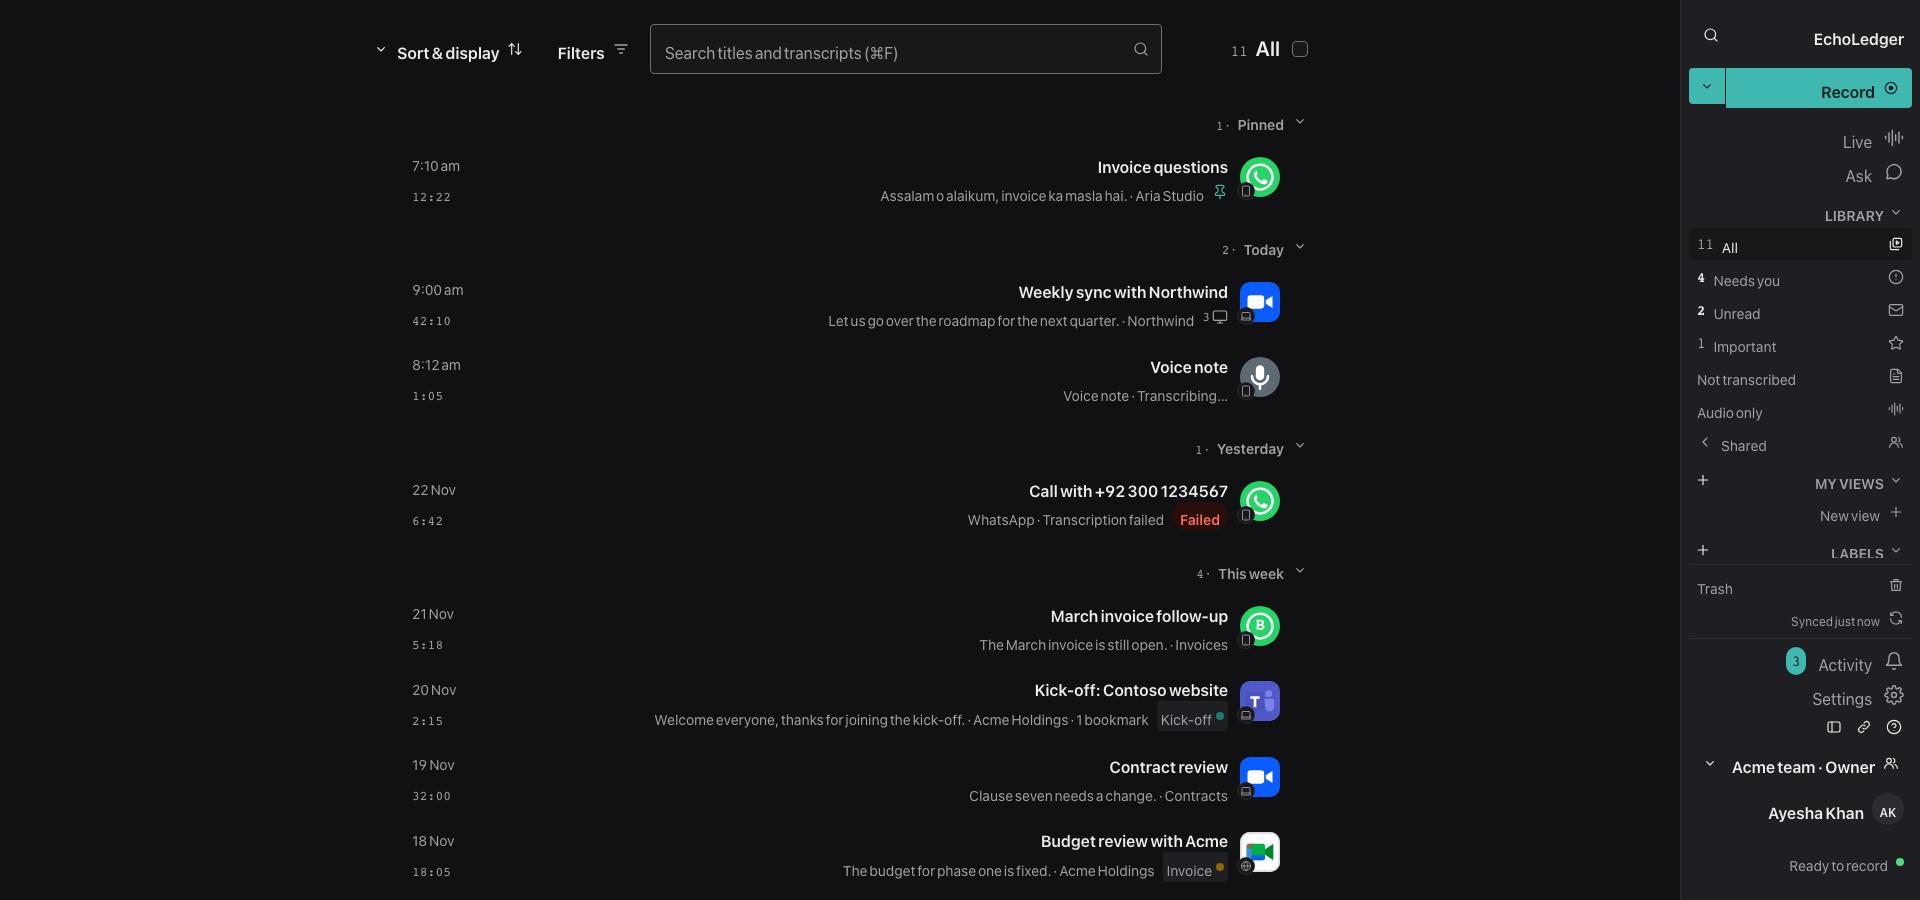 EchoLedger
Record
Live
Ask
LIBRARY
All 11
Needs you 4
Unread 2
Important 1
Not transcribed
Audio only
Shared
MY VIEWS
New view
LABELS
Trash
Synced just now
Activity 3
Settings
Acme team · Owner
AK Ayesha Khan
Ready to record
All 11
Search titles and transcripts (⌘F)
Filters
Sort & display
Pinned · 1
Invoice questions
7:10 am
Assalam o alaikum, invoice ka masla hai. · Aria Studio
12:22
Today · 2
Weekly sync with Northwind
9:00 am
3 Let us go over the roadmap for the next quarter. · Northwind
42:10
Voice note
8:12 am
Voice note · Transcribing...
1:05
Yesterday · 1
Call with +92 300 1234567
22 Nov
Failed WhatsApp · Transcription failed
6:42
This week · 4
B
March invoice follow-up
21 Nov
The March invoice is still open. · Invoices
5:18
T
Kick-off: Contoso website
20 Nov
Kick-off Welcome everyone, thanks for joining the kick-off. · Acme Holdings · 1 bookmark
2:15
Contract review
19 Nov
Clause seven needs a change. · Contracts
32:00
Budget review with Acme
18 Nov
Invoice The budget for phase one is fixed. · Acme Holdings
18:05